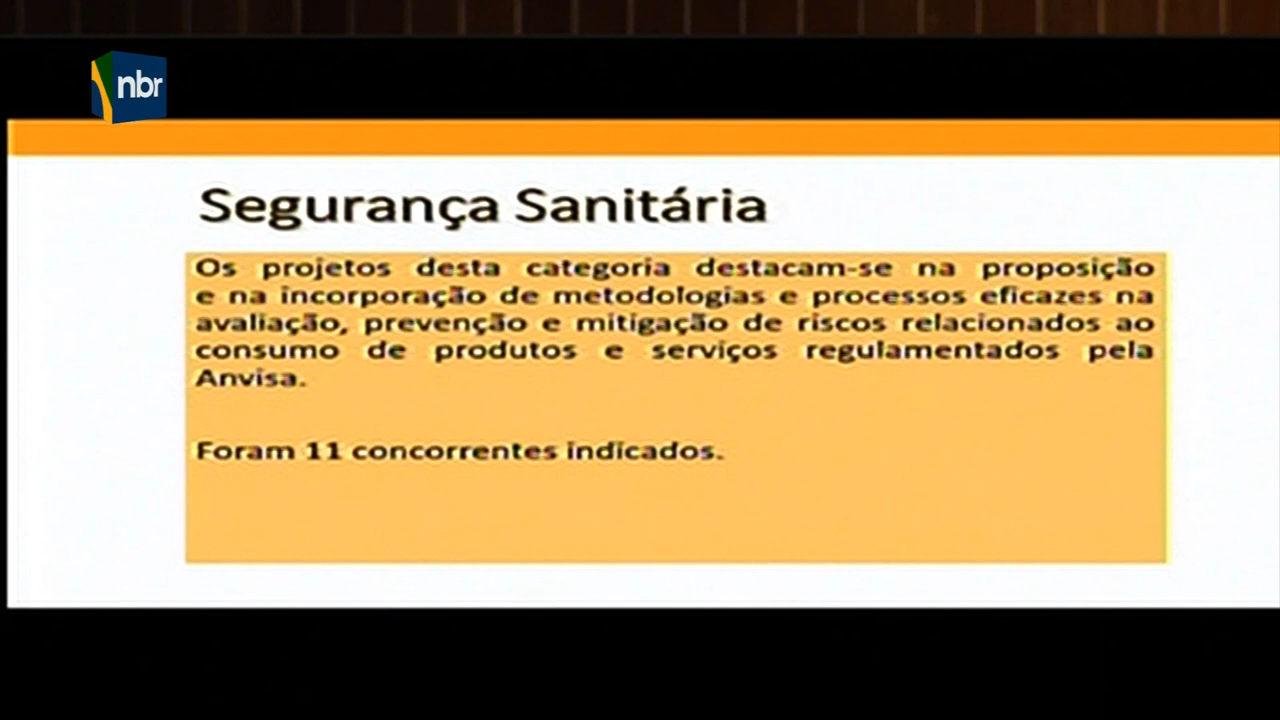 nbr
Segurança Sanitária
Os projetos desta categoria destacam-se na proposição
e na incorporação de metodologias e processos eficazes na
avaliação, prevenção e mitigação de riscos relacionados ao
consumo de produtos e serviços regulamentados pela
Anvisa.
Foram 11 concorrentes indicados.